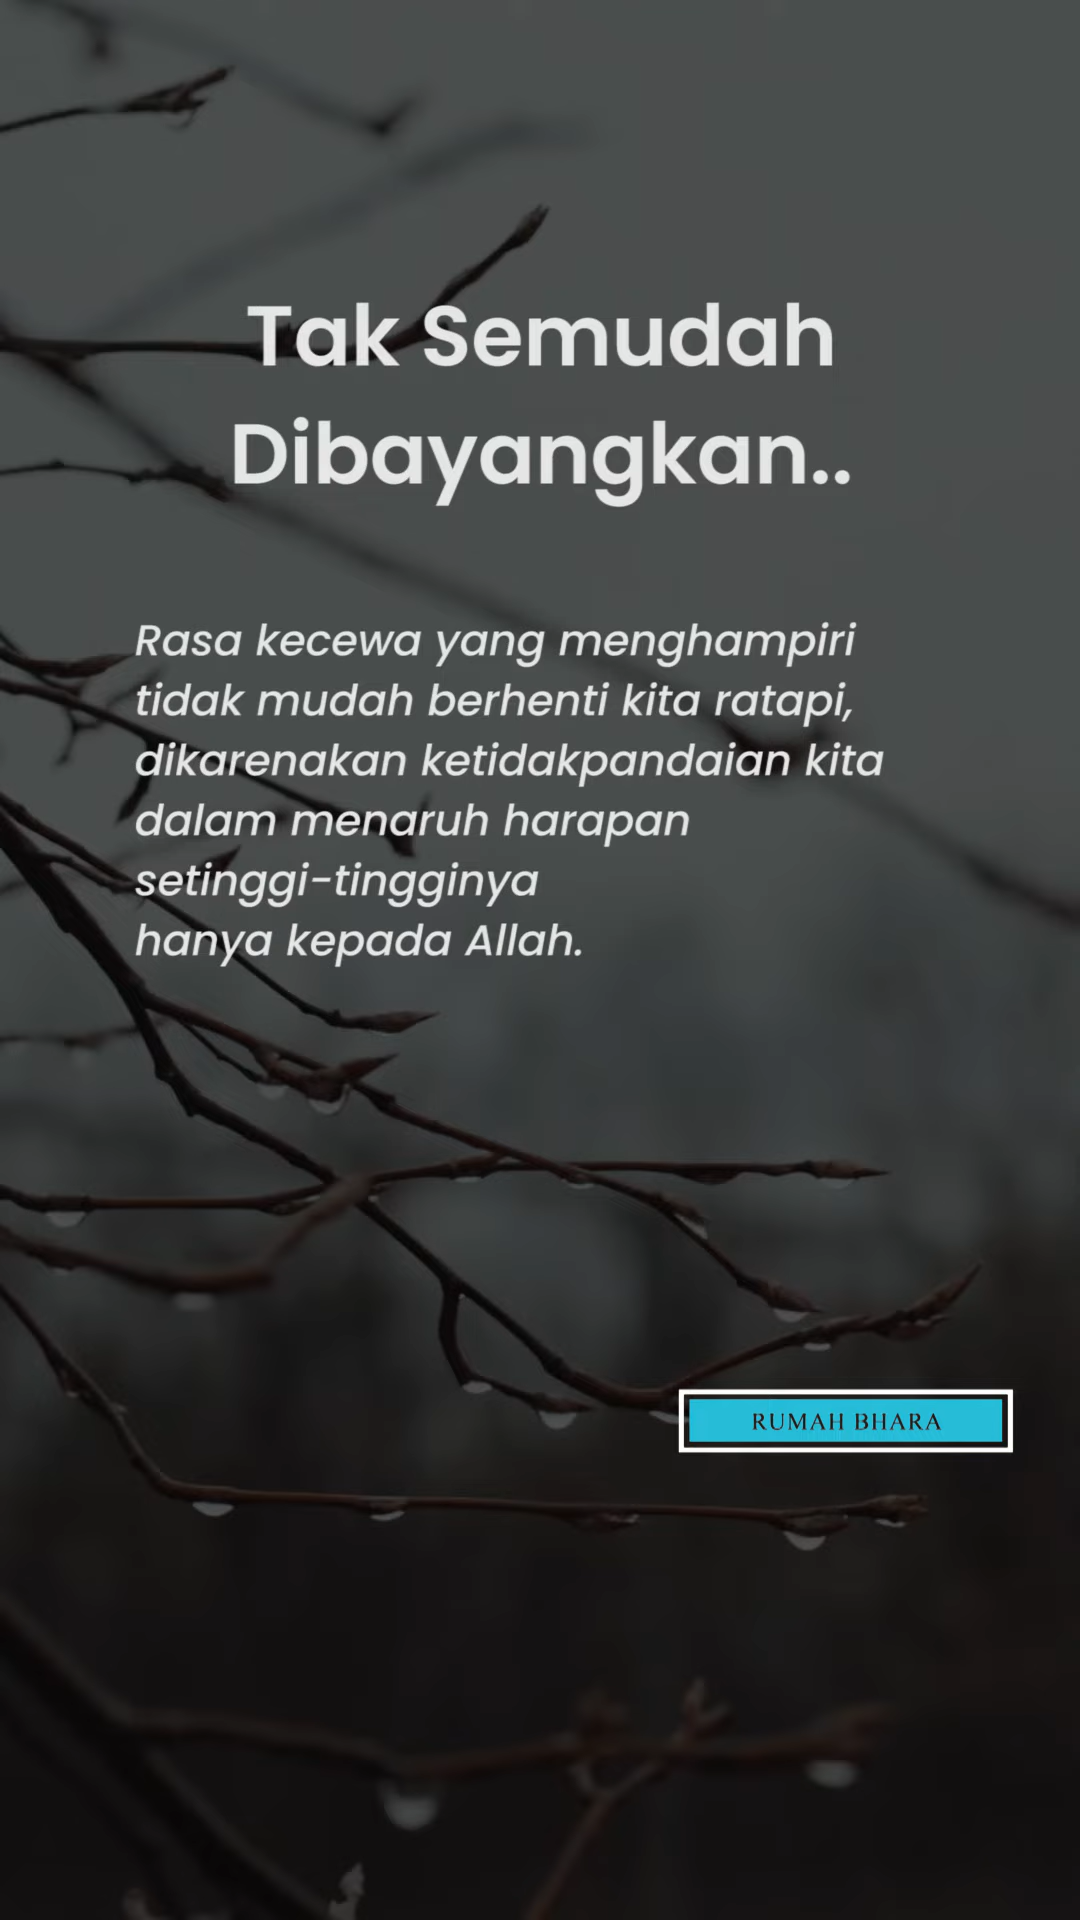 Tak Semudah
Dibayangkan..
Rasa kecewa yang menghampiri
tidak mudah berhenti kita ratapi,
dikarenakan ketidakpandaian kita
dalam menaruh harapan
setinggi-tingginya
hanya kepada Allah.
RUMAH BHARA